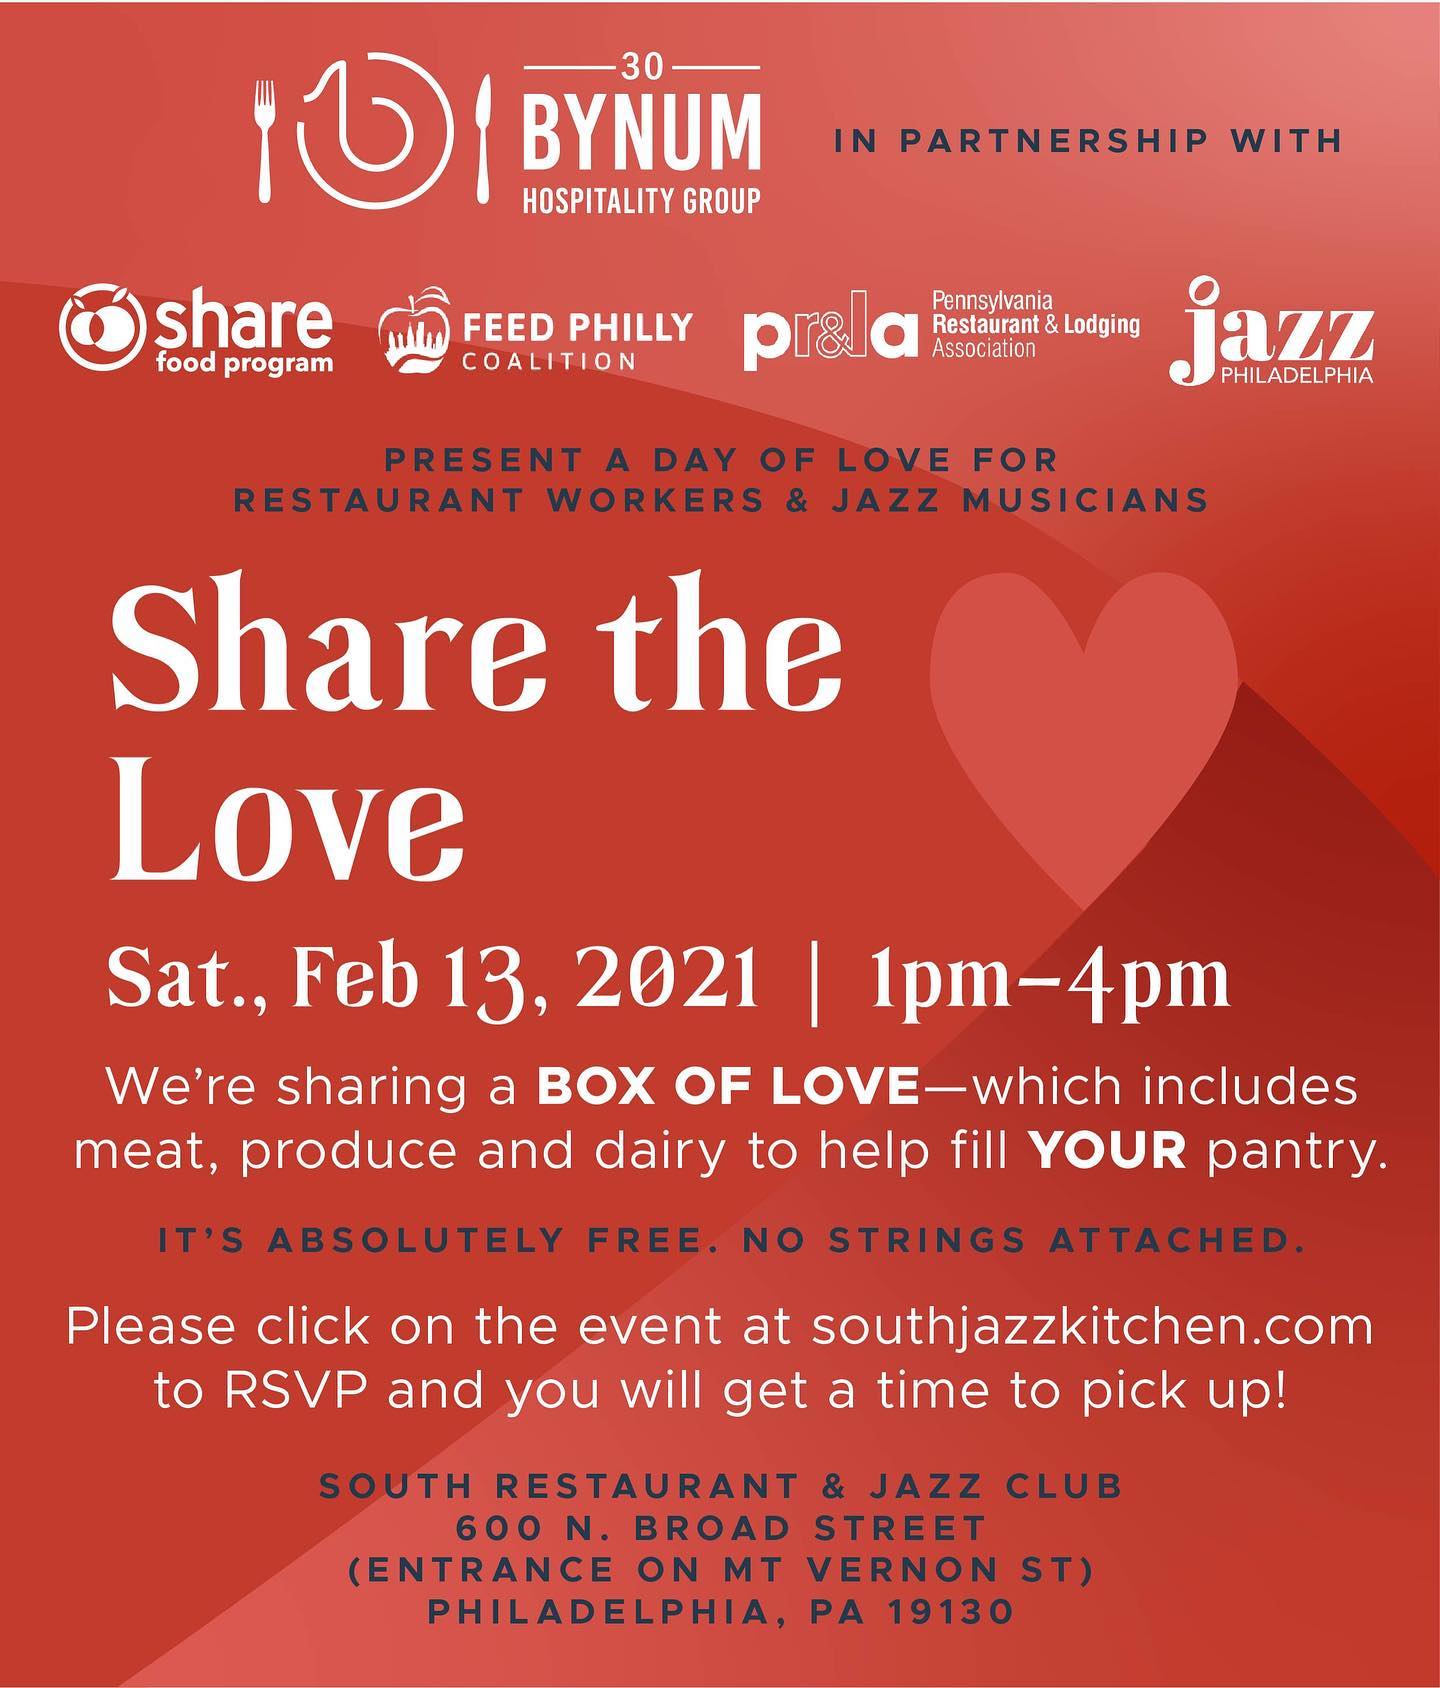 30
BYNUM
HOSPITALITY GROUP
IN PARTNERSHIP WITH
share
food program
FEED PHILLY
COALITION
pr&la
Pennsylvania
Restaurant & Lodging
Association
jazz
PHILADELPHIA
PRESENT A DAY OF LOVE FOR
RESTAURANT WORKERS & JAZZ MUSICIANS
Share the
Love
Sat., Feb 13, 2021 | 1pm–4pm
We’re sharing a BOX OF LOVE—which includes
meat, produce and dairy to help fill YOUR pantry.
IT’S ABSOLUTELY FREE. NO STRINGS ATTACHED.
Please click on the event at southjazzkitchen.com
to RSVP and you will get a time to pick up!
SOUTH RESTAURANT & JAZZ CLUB
600 N. BROAD STREET
(ENTRANCE ON MT VERNON ST)
PHILADELPHIA, PA 19130